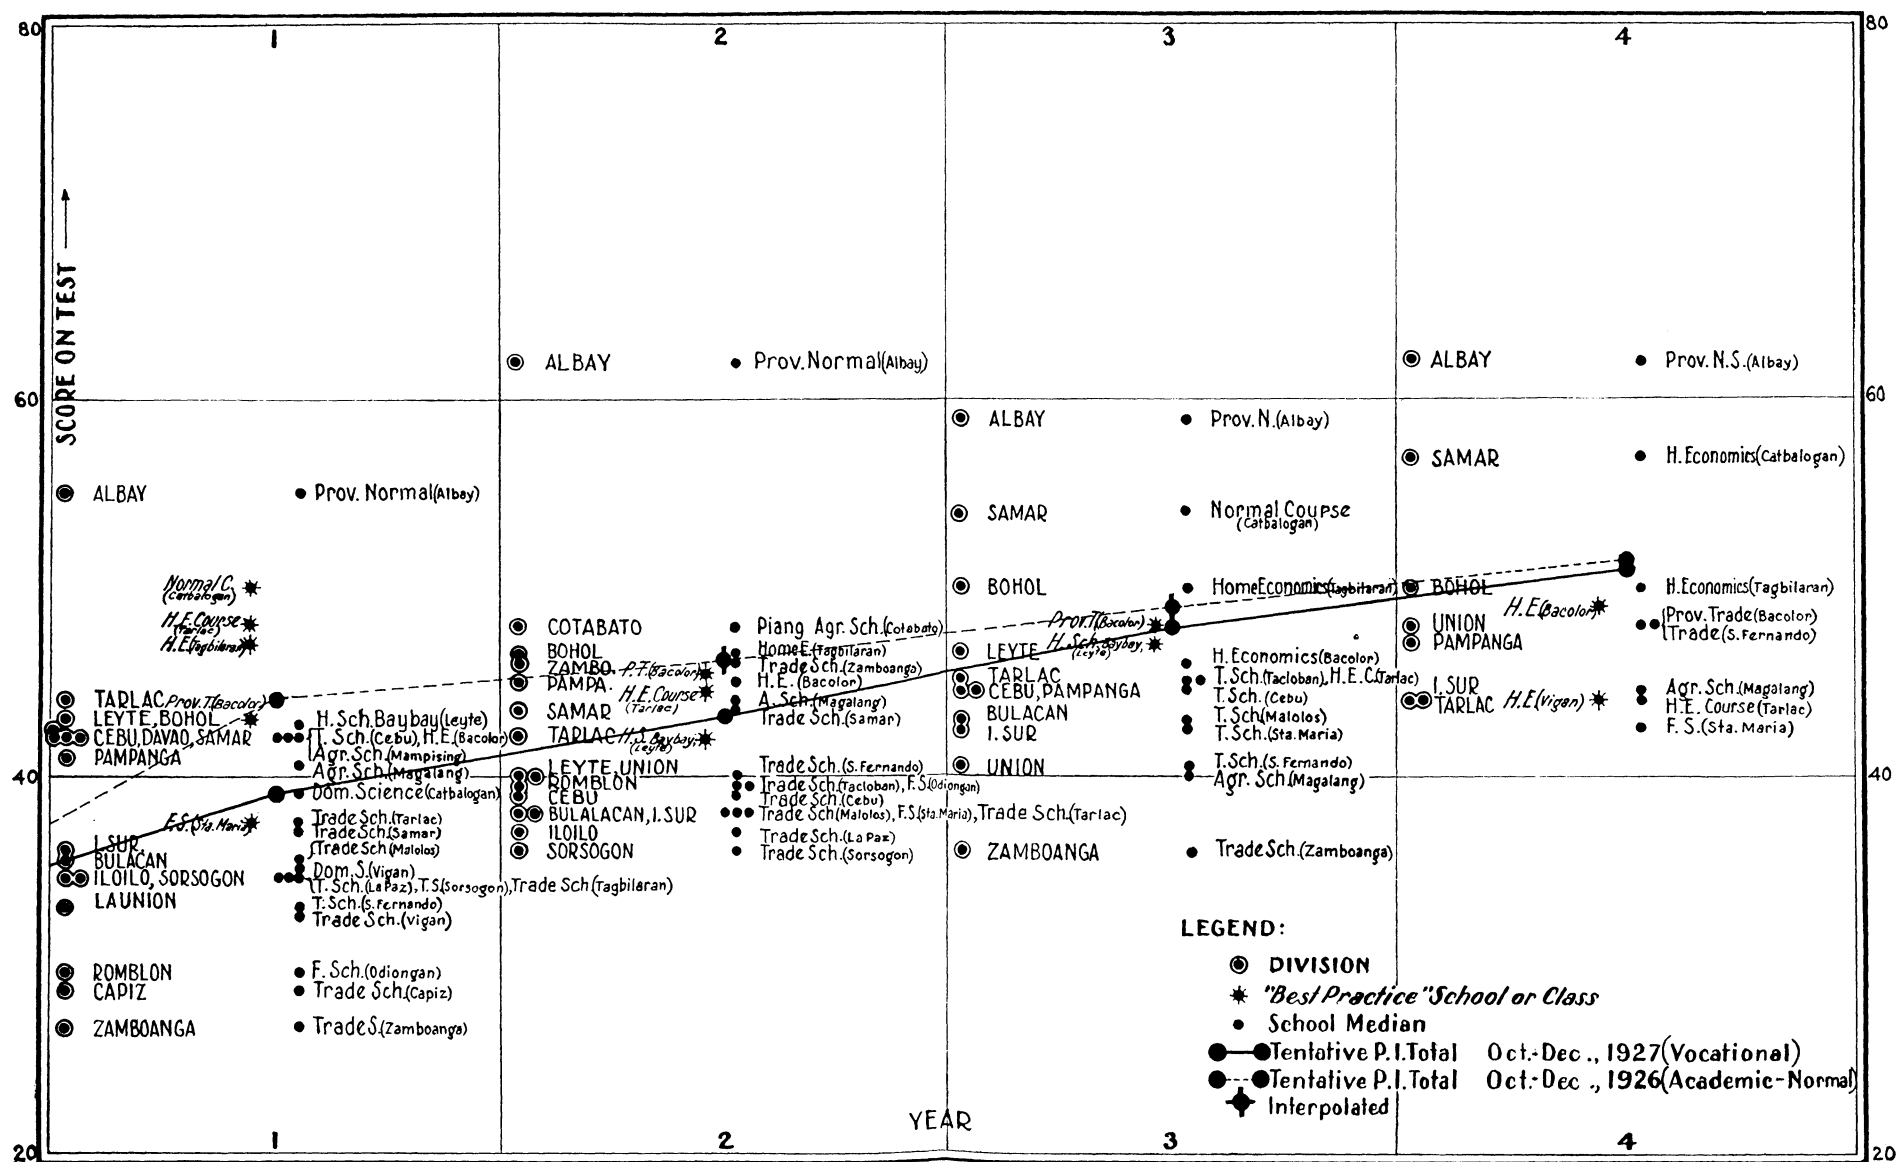 80 1 2 3 4 80
SCORE ON TEST
60 60
40 40
20 1 2 3 4 20
YEAR
ALBAY
Prov. Normal(Albay)
Normal C.
(Catbalogan)
H.E.Course
(Tarlac)
H.E(Tagbilaran)
TARLAC
Prov.T.(Bacolor)
LEYTE, BOHOL
H.Sch.Baybay(Leyte)
CEBU,DAVAO,SAMAR
T. Sch.(Cebu), H.E.(Bacolor)
Agr.Sch.(Mampising)
PAMPANGA
Agr. Sch.(Magalang)
Dom.Science(Catbalogan)
F.S.(Sta.Maria)
Trade Sch.(Tarlac)
Trade Sch.(Samar)
I.SUR.
Trade Sch(Malolos)
BULACAN
Dom.S.(Vigan)
ILOILO, SORSOGON
T. Sch.(LaPaz),T.S.(Sorsogon),Trade Sch(Tagbilaran)
LAUNION
T.Sch.(S.Fernando)
Trade Sch.(Vigan)
ROMBLON
F. Sch.(Odiongan)
CAPIZ
Trade Sch.(Capiz)
ZAMBOANGA
Trade S.(Zamboanga)
ALBAY
Prov.Normal(Albay)
COTABATO
Piang Agr.Sch.(Cotabato)
BOHOL
HomeE.(Tagbilaran)
ZAMBO.
P.T.(Bacolor)
Trade Sch.(Zamboanga)
PAMPA.
H.E.(Bacolor)
H.E.Course
(Tarlac)
A.Sch.(Magalang)
SAMAR
Trade Sch.(Samar)
TARLAC
H.S.Baybay,
(Leyte)
LEYTE,UNION
Trade Sch.(S.Fernando)
ROMBLON
Trade Sch.(Tacloban), F.S.(Odiongan)
CEBU
Trade Sch.(Cebu)
BULALACAN, I.SUR
Trade Sch(Malolos), F.S.(Sta.Maria),Trade Sch.(Tarlac)
ILOILO
Trade Sch.(La Paz)
SORSOGON
Trade Sch.(Sorsogon)
ALBAY
Prov. N.(Albay)
SAMAR
Normal Course
(Catbalogan)
BOHOL
HomeEconomics(Tagbilaran)
Prov.T(Bacolor)
LEYTE
H.Sch.Baybay,
(Leyte)
H.Economics(Bacolor)
TARLAC
T.Sch.(Tacloban),H.E.C.(Tarlac)
CEBU,PAMPANGA
T.Sch.(Cebu)
BULACAN
T.Sch(Malolos)
I.SUR
T.Sch.(Sta.Maria)
UNION
T.Sch.(S.Fernando)
Agr. Sch.(Magalang)
ZAMBOANGA
Trade Sch.(Zamboanga)
ALBAY
Prov. N.S.(Albay)
SAMAR
H.Economics(Catbalogan)
BOHOL
H.Economics(Tagbilaran)
H.E(Bacolor)
UNION
Prov. Trade(Bacolor)
Trade(S.Fernando)
PAMPANGA
I.SUR
Agr. Sch.(Magalang)
TARLAC
H.E(Vigan)
H.E. Course(Tarlac)
F. S.(Sta.Maria)
LEGEND:
DIVISION
"Best Practice" School or Class
School Median
Tentative P.I.Total Oct.-Dec., 1927(Vocational)
Tentative P.I.Total Oct.-Dec., 1926(Academic-Normal)
Interpolated